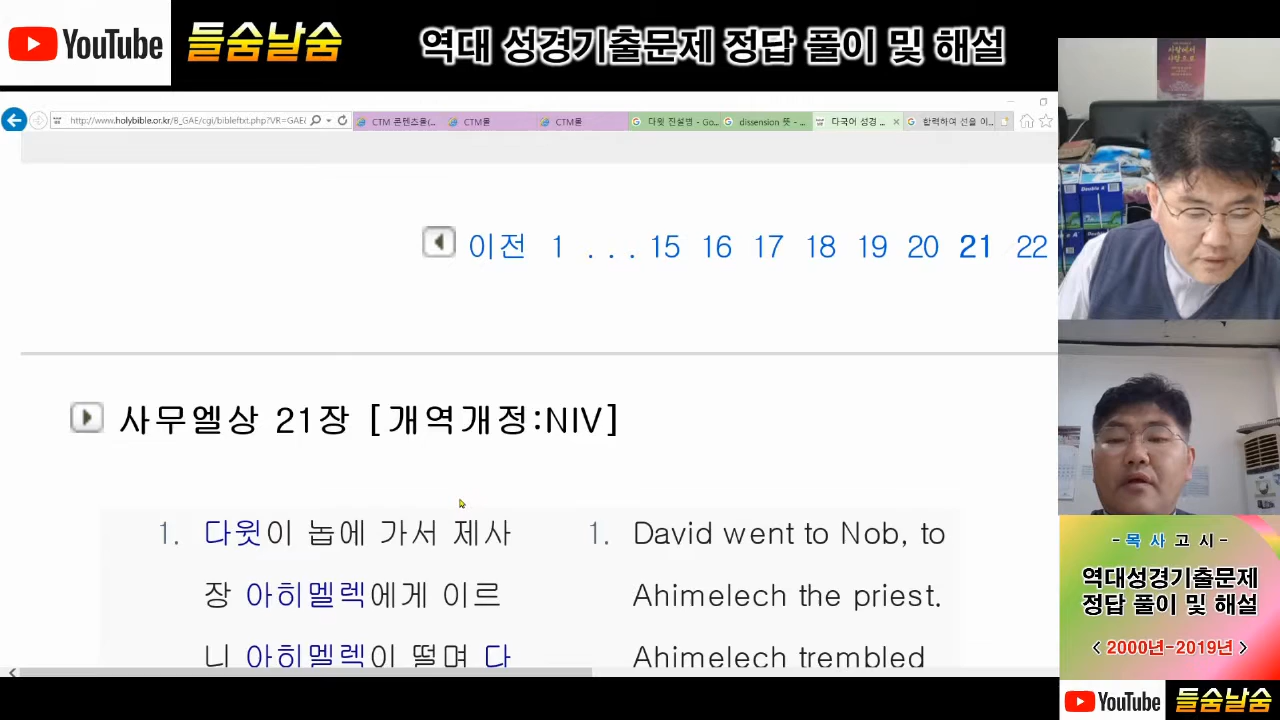 YouTube 들숨날숨 역대 성경기출문제 정답 풀이 및 해설
http://www.holybible.or.kr/B_GAE/cgi/bibleftxt.php?VR=GAE/
CTM 콘텐츠몰(... CTM몰 CTM몰 다윗 진설병 - Go... dissension 뜻 - ... 다국어 성경 ... 합력하여 선을 이...
이전 1 ... 15 16 17 18 19 20 21 22
사무엘상 21장 [개역개정:NIV]
1. 다윗이 놉에 가서 제사
장 아히멜렉에게 이르
니 아히멜렉이 떨며 다
1. David went to Nob, to
Ahimelech the priest.
Ahimelech trembled
Double A
- 목 사 고 시 -
역대성경기출문제
정답 풀이 및 해설
< 2000년-2019년 >
YouTube 들숨날숨